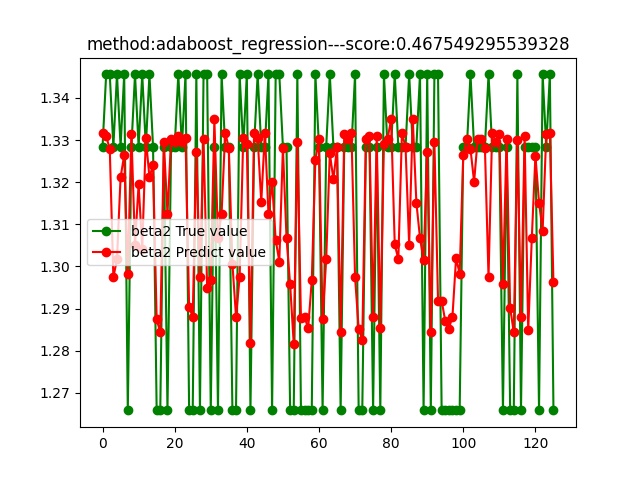 method:adaboost_regression---score:0.467549295539328
1.34
1.33
1.32
1.31
1.30
1.29
1.28
1.27
beta2 True value
beta2 Predict value
0 20 40 60 80 100 120